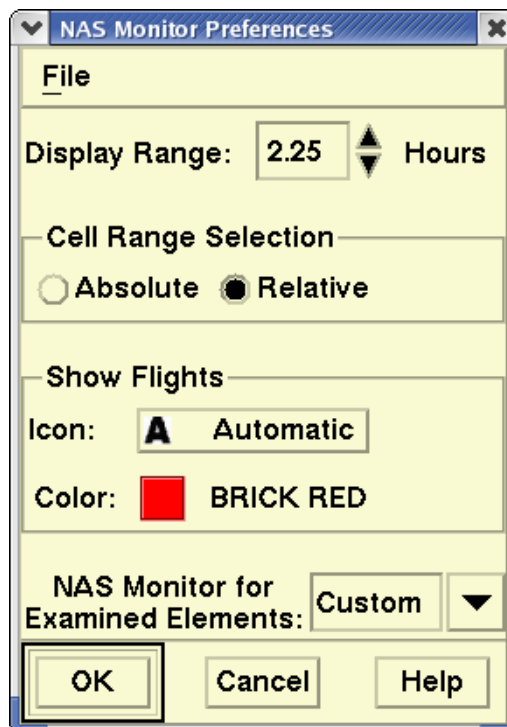 NAS Monitor Preferences
File
Display Range: 2.25 Hours
Cell Range Selection
Absolute Relative
Show Flights
Icon: A Automatic
Color: BRICK RED
NAS Monitor for
Examined Elements: Custom
OK Cancel Help